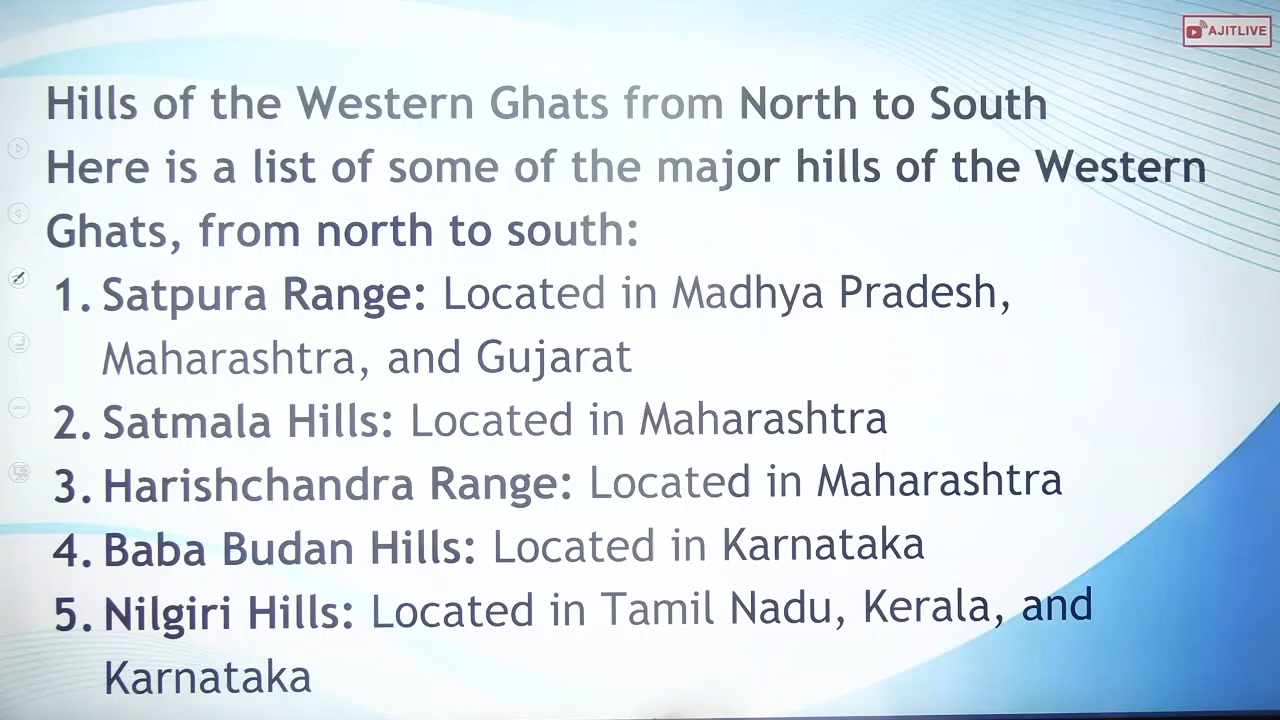 AJITLIVE
Hills of the Western Ghats from North to South
Here is a list of some of the major hills of the Western
Ghats, from north to south:
1. Satpura Range: Located in Madhya Pradesh,
Maharashtra, and Gujarat
2. Satmala Hills: Located in Maharashtra
3. Harishchandra Range: Located in Maharashtra
4. Baba Budan Hills: Located in Karnataka
5. Nilgiri Hills: Located in Tamil Nadu, Kerala, and
Karnataka